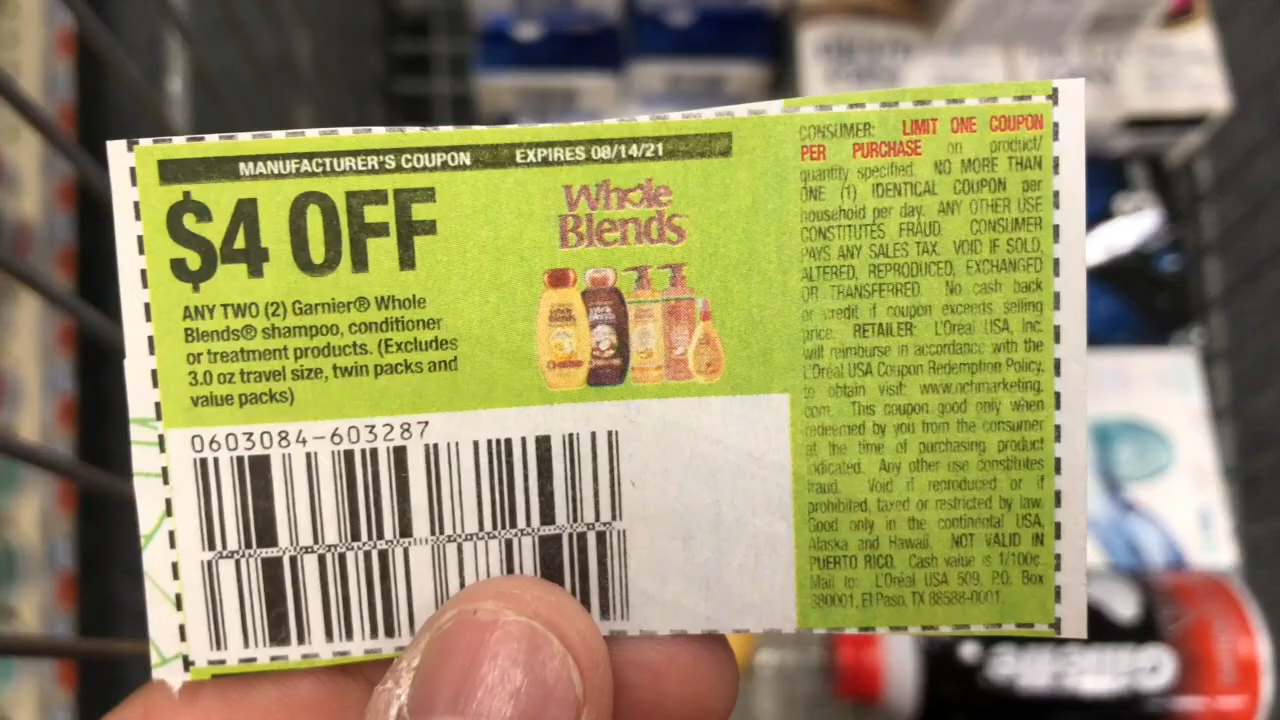 MANUFACTURER'S COUPON EXPIRES 08/14/21
$4 OFF
ANY TWO (2) Garnier® Whole
Blends® shampoo, conditioner
or treatment products. (Excludes
3.0 oz travel size, twin packs and
value packs)
Whole
Blends
0603084-603287
CONSUMER: LIMIT ONE COUPON
PER PURCHASE on product/
quantity specified. NO MORE THAN
ONE (1) IDENTICAL COUPON per
household per day. ANY OTHER USE
CONSTITUTES FRAUD. CONSUMER
PAYS ANY SALES TAX. VOID IF SOLD,
ALTERED, REPRODUCED, EXCHANGED
OR TRANSFERRED. No cash back
or credit if coupon exceeds selling
price. RETAILER: L'Oréal USA, Inc.
will reimburse in accordance with the
L'Oréal USA Coupon Redemption Policy,
to obtain visit: www.nchmarketing.
com. This coupon good only when
redeemed by you from the consumer
at the time of purchasing product
indicated. Any other use constitutes
fraud. Void if reproduced or if
prohibited, taxed or restricted by law.
Good only in the continental USA,
Alaska and Hawaii. NOT VALID IN
PUERTO RICO. Cash value is 1/100¢.
Mail to: L'Oréal USA 509, P.O. Box
880001, El Paso, TX 88588-0001.
Gillette